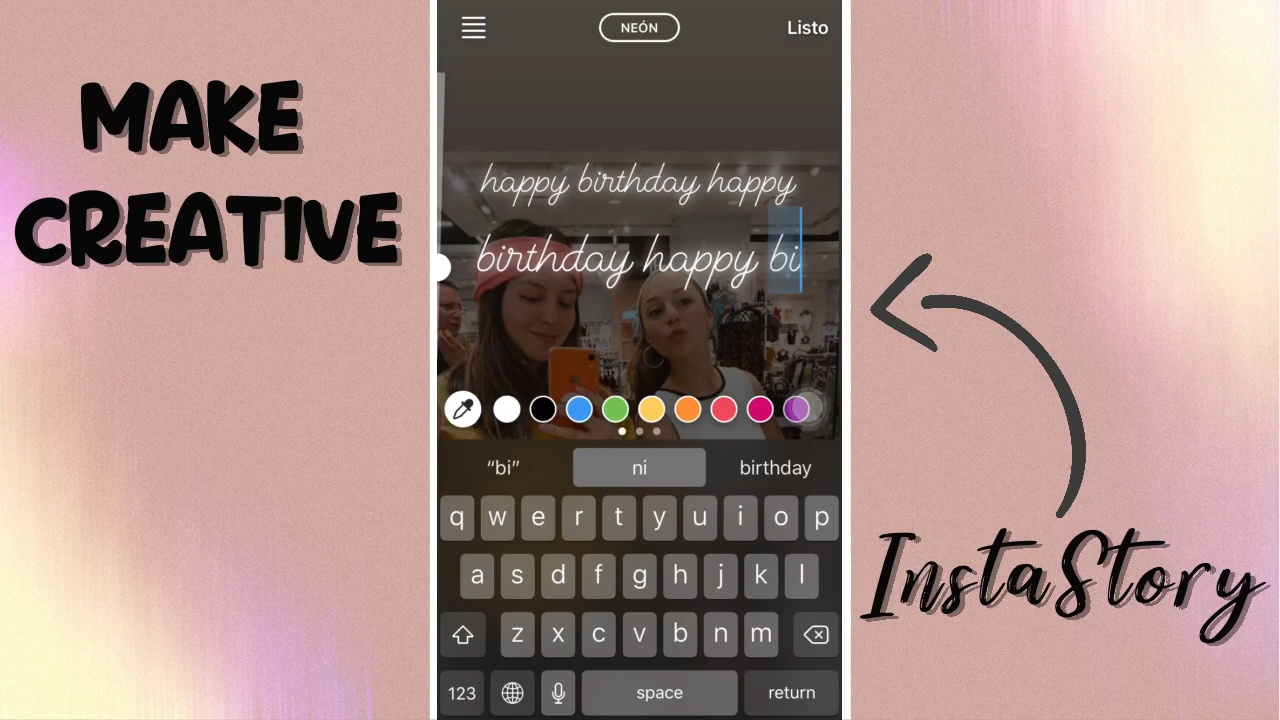 MAKE
CREATIVE
NEÓN
Listo
happy birthday happy
birthday happy bi
“bi” ni birthday
q w e r t y u i o p
a s d f g h j k l
z x c v b n m
123 space return
InstaStory